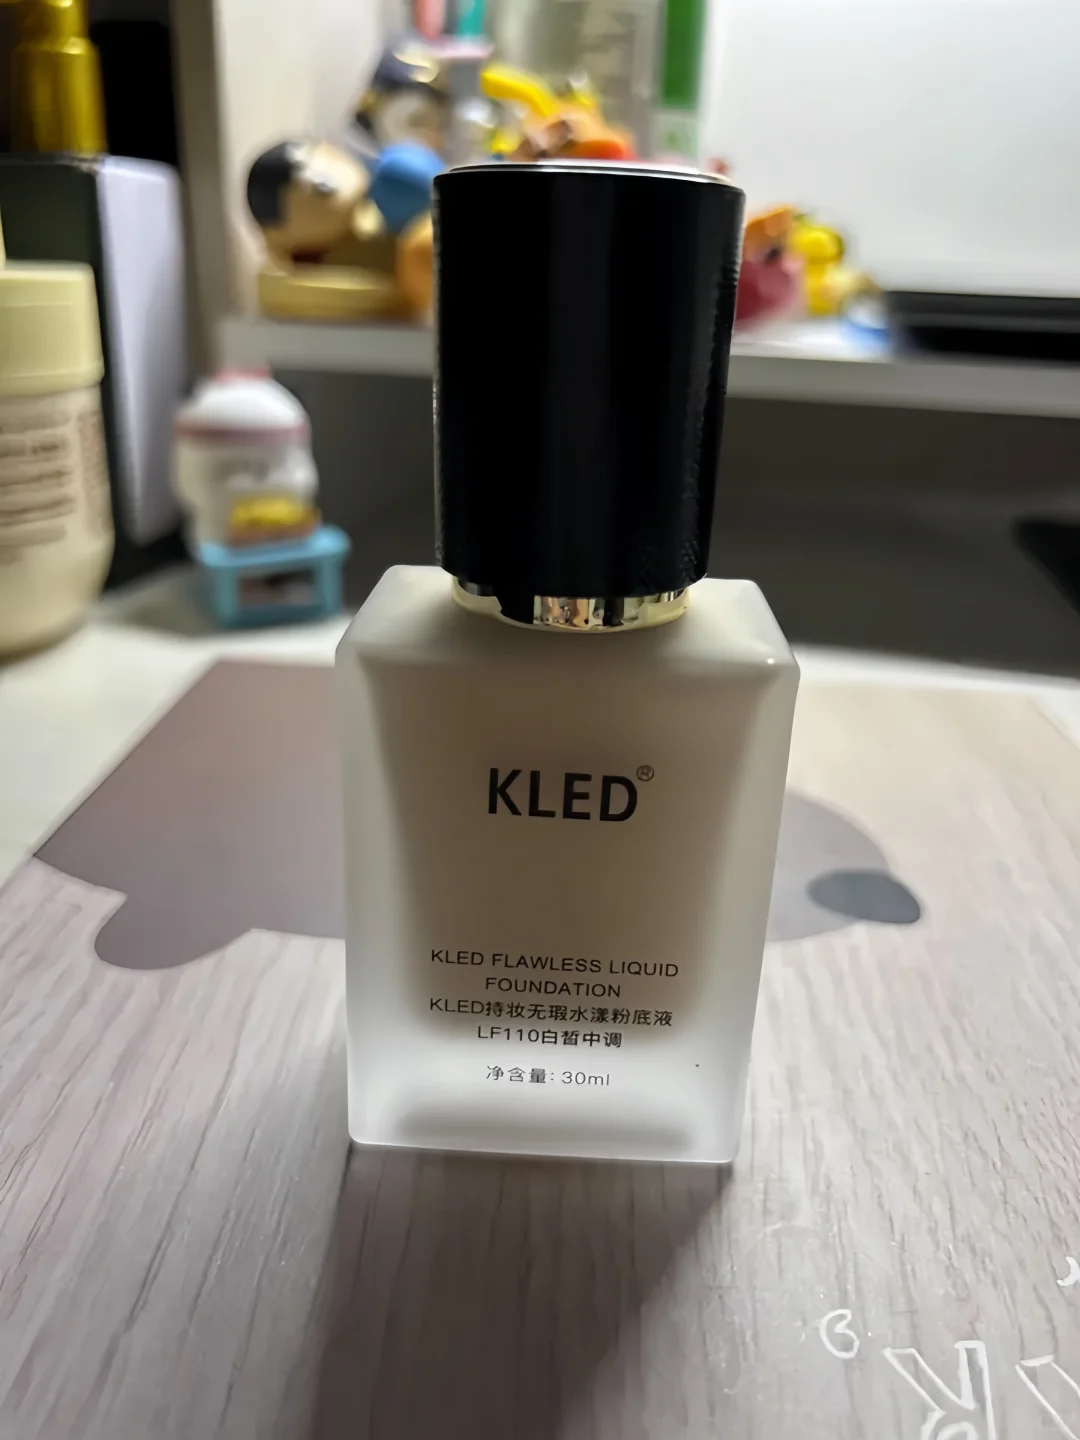 KLED®
KLED FLAWLESS LIQUID
FOUNDATION
KLED持妆无瑕水漾粉底液
LF110白皙中调
净含量: 30ml